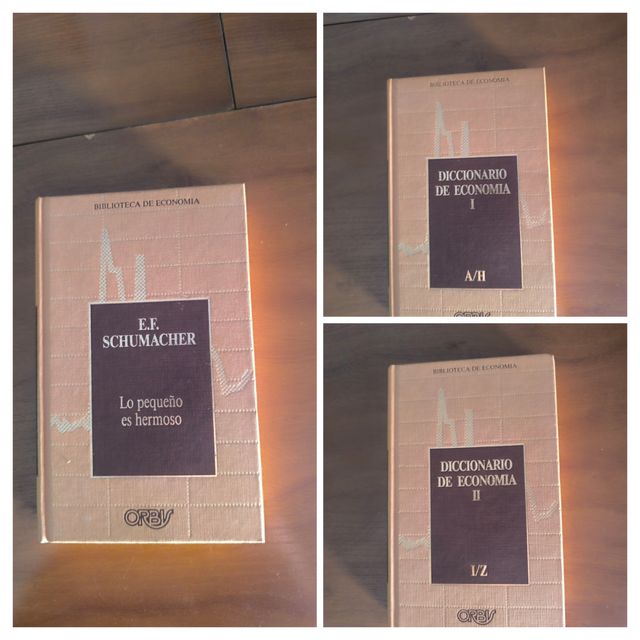 BIBLIOTECA DE ECONOMIA
E.F.
SCHUMACHER
Lo pequeño
es hermoso
ORBIS
BIBLIOTECA DE ECONOMIA
DICCIONARIO
DE ECONOMIA
I
A/H
ORBIS
BIBLIOTECA DE ECONOMIA
DICCIONARIO
DE ECONOMIA
II
I/Z
ORBIS